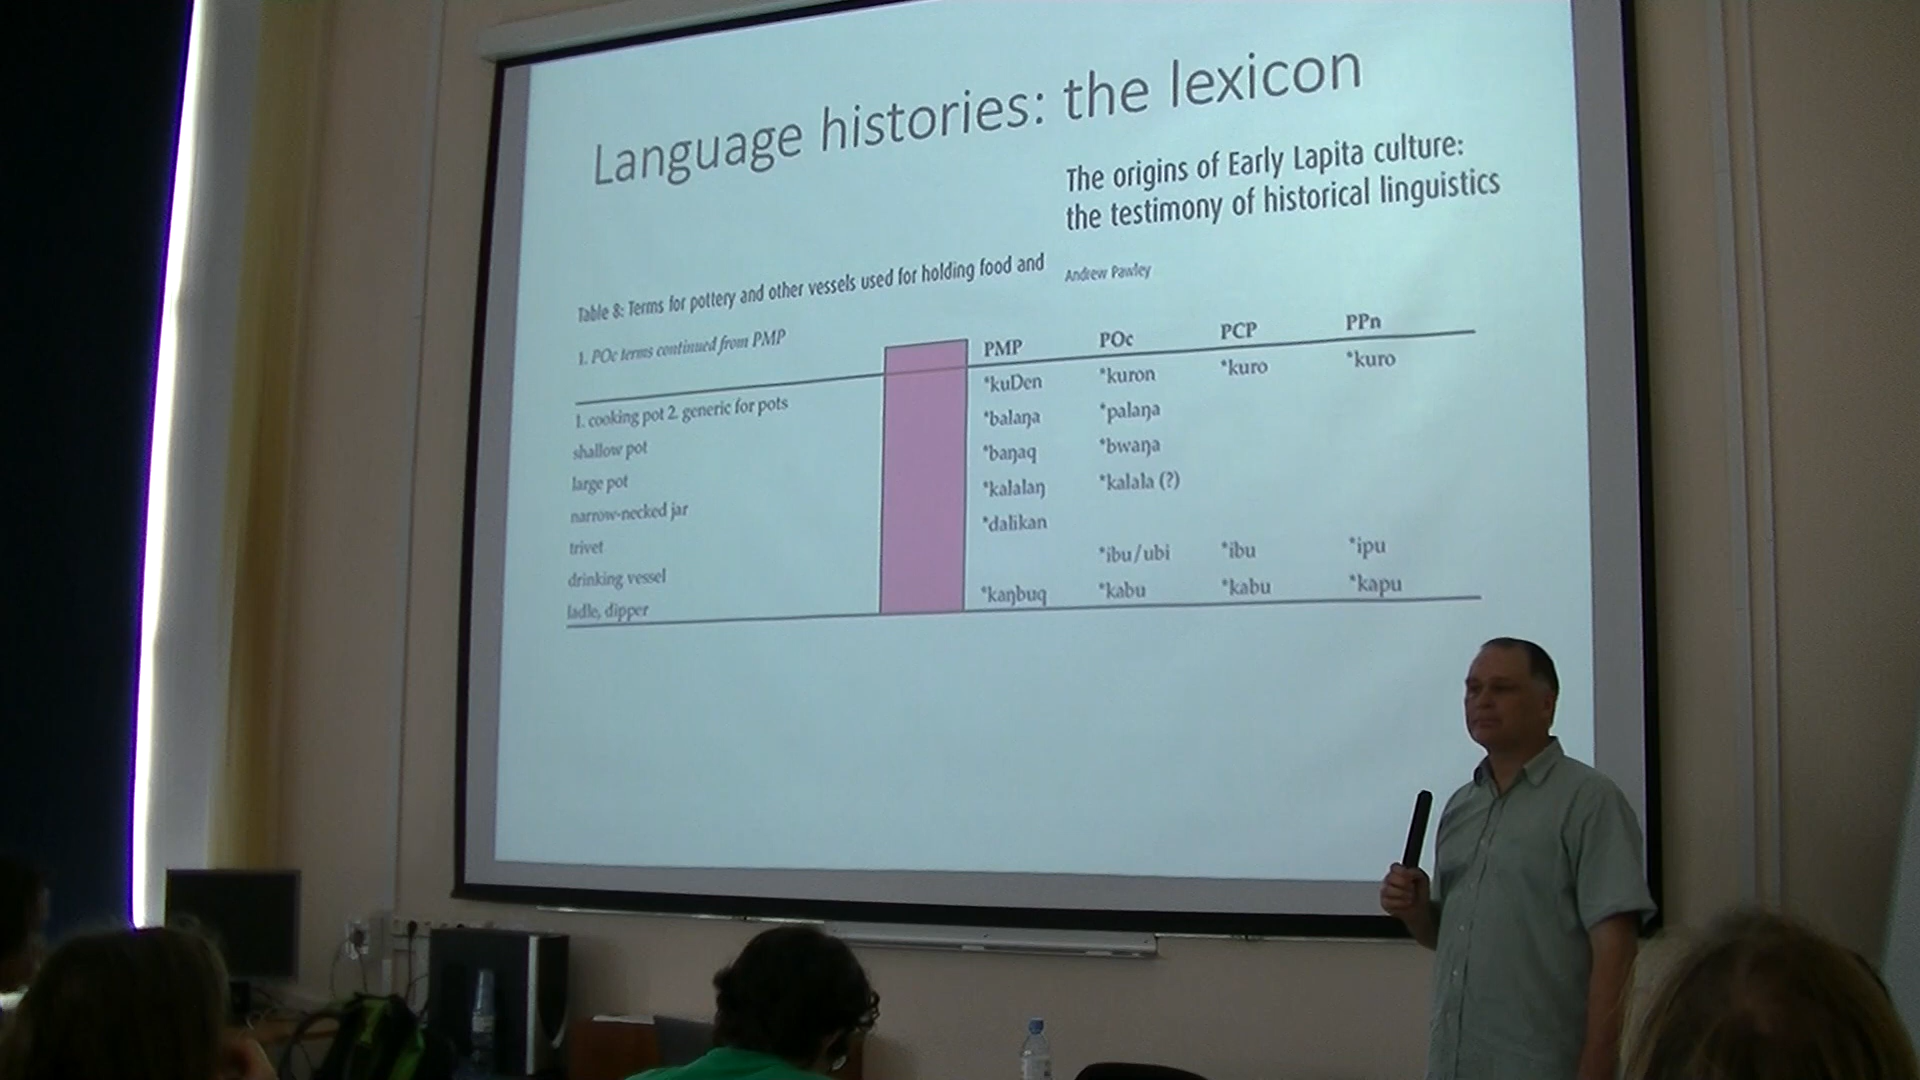 Language histories: the lexicon
The origins of Early Lapita culture:
the testimony of historical linguistics
Andrew Pawley
Table 8: Terms for pottery and other vessels used for holding food and
1. POc terms continued from PMP
PMP POc PCP PPn
1. cooking pot 2. generic for pots *kuDen *kuron *kuro *kuro
shallow pot *balaŋa *palaŋa
large pot *baŋaq *bwaŋa
narrow-necked jar *kalalaŋ *kalala (?)
trivet *dalikan
drinking vessel *ibu/ubi *ibu *ipu
ladle, dipper *kaŋbuq *kabu *kabu *kapu